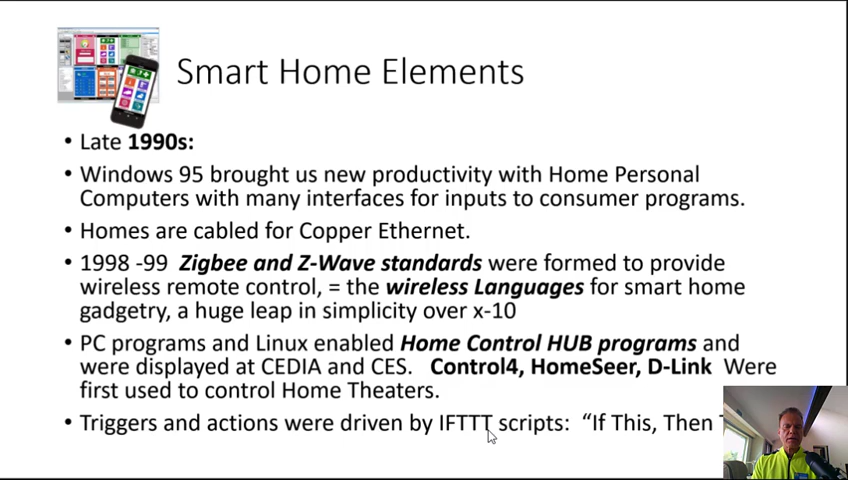 Smart Home Elements
• Late 1990s:
• Windows 95 brought us new productivity with Home Personal
Computers with many interfaces for inputs to consumer programs.
• Homes are cabled for Copper Ethernet.
• 1998 -99 Zigbee and Z-Wave standards were formed to provide
wireless remote control, = the wireless Languages for smart home
gadgetry, a huge leap in simplicity over x-10
• PC programs and Linux enabled Home Control HUB programs and
were displayed at CEDIA and CES. Control4, HomeSeer, D-Link Were
first used to control Home Theaters.
• Triggers and actions were driven by IFTTT scripts: “If This, Then